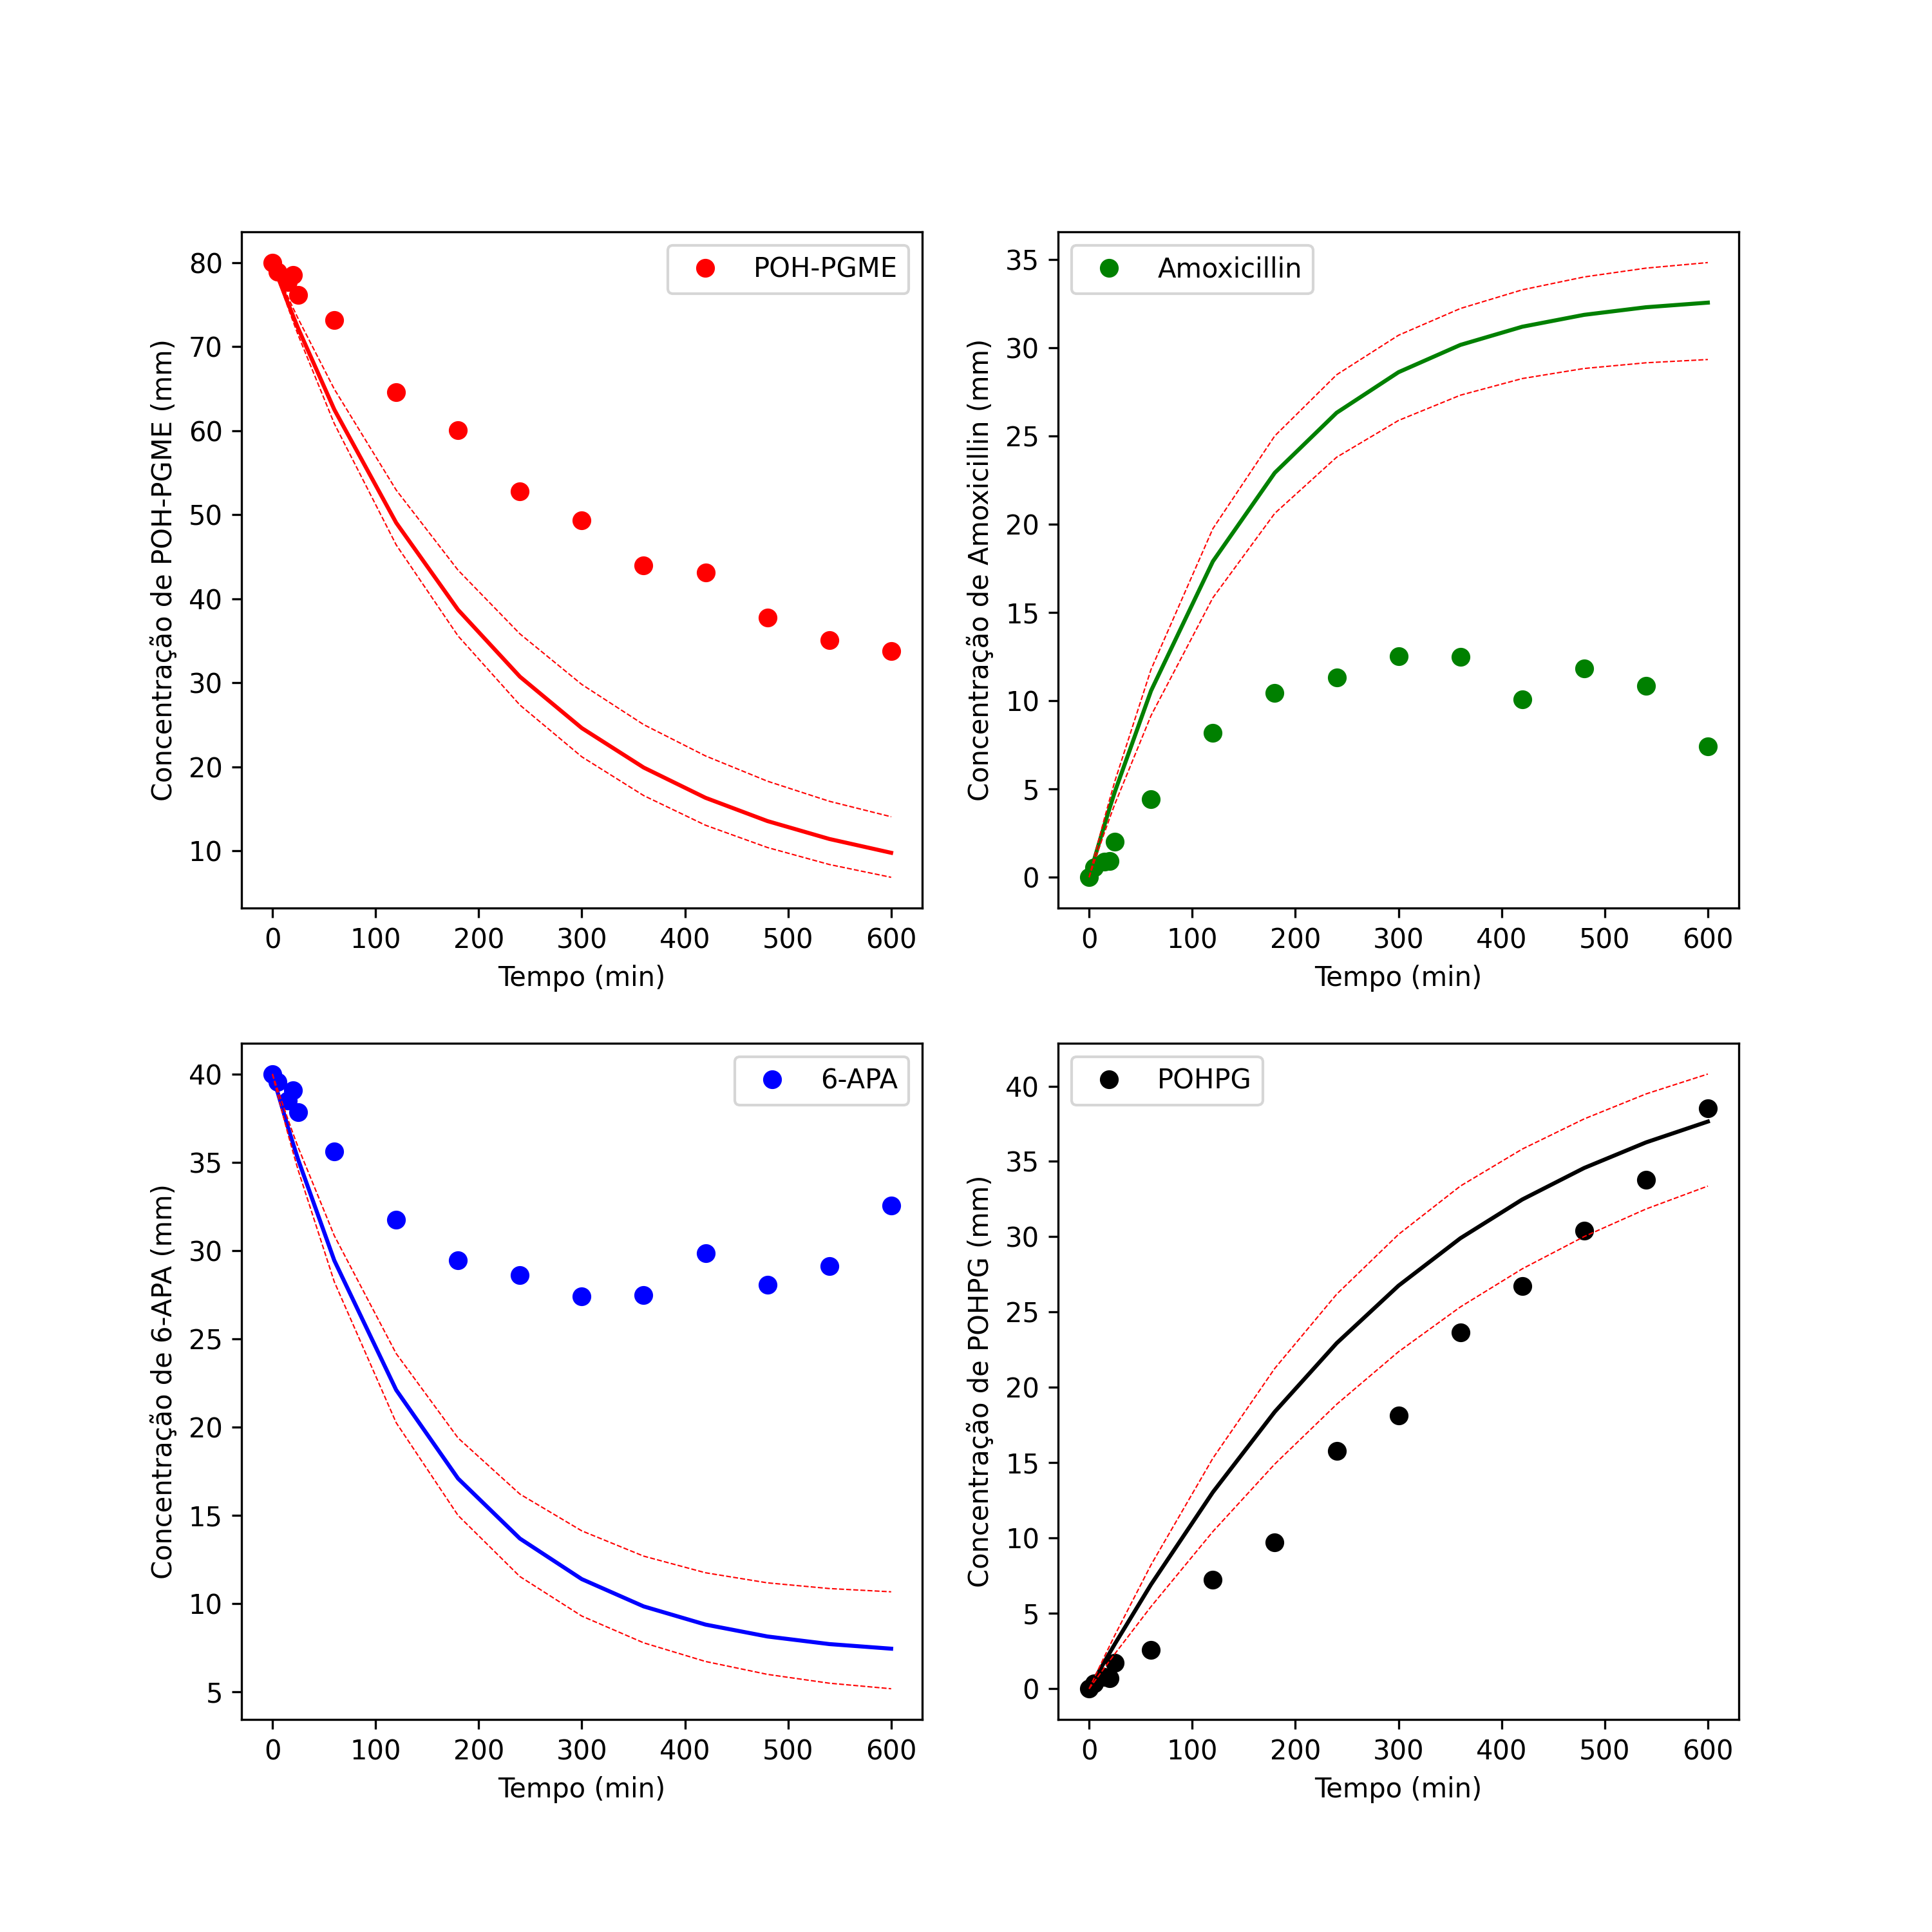 POH-PGME
80
70
60
50
40
30
20
10
Concentração de POH-PGME (mm)
0 100 200 300 400 500 600
Tempo (min)
Amoxicillin
35
30
25
20
15
10
5
0
Concentração de Amoxicillin (mm)
0 100 200 300 400 500 600
Tempo (min)
6-APA
40
35
30
25
20
15
10
5
Concentração de 6-APA (mm)
0 100 200 300 400 500 600
Tempo (min)
POHPG
40
35
30
25
20
15
10
5
0
Concentração de POHPG (mm)
0 100 200 300 400 500 600
Tempo (min)